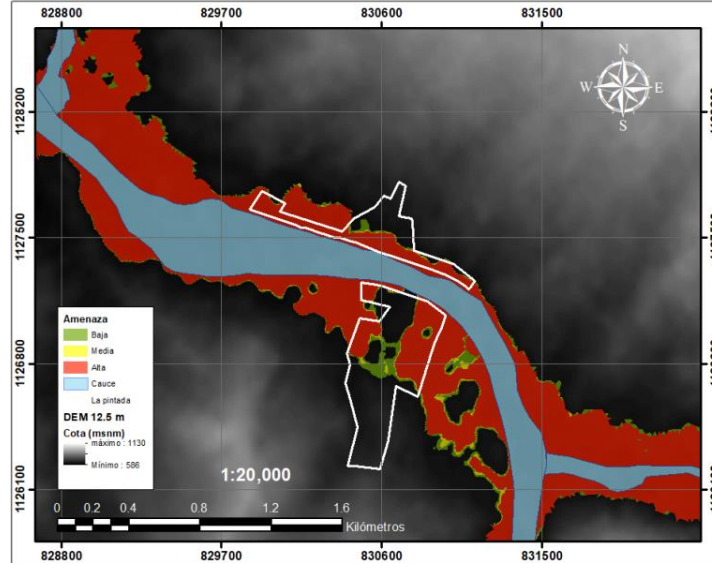 828800 829700 830600 831500
N
W E
S
1128200
1127500
1126800
1126100
Amenaza
Baja
Media
Alta
Cauce
La pintada
DEM 12.5 m
Cota (msnm)
máximo : 1130
Mínimo : 586
1:20,000
0 0.2 0.4 0.8 1.2 1.6
Kilómetros
828800 829700 830600 831500